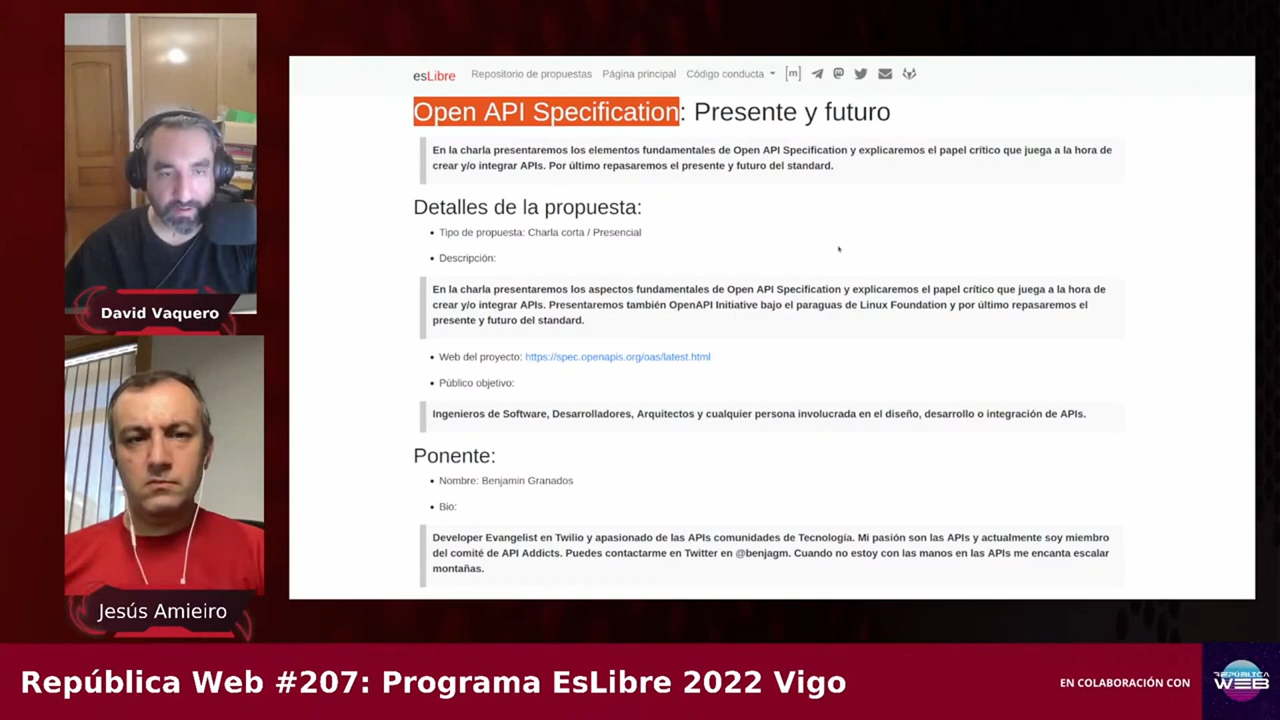 David Vaquero
Jesús Amieiro
esLibre Repositorio de propuestas Página principal Código conducta [m]
Open API Specification: Presente y futuro
En la charla presentaremos los elementos fundamentales de Open API Specification y explicaremos el papel crítico que juega a la hora de
crear y/o integrar APIs. Por último repasaremos el presente y futuro del standard.
Detalles de la propuesta:
• Tipo de propuesta: Charla corta / Presencial
• Descripción:
En la charla presentaremos los aspectos fundamentales de Open API Specification y explicaremos el papel crítico que juega a la hora de
crear y/o integrar APIs. Presentaremos también OpenAPI Initiative bajo el paraguas de Linux Foundation y por último repasaremos el
presente y futuro del standard.
• Web del proyecto: https://spec.openapis.org/oas/latest.html
• Público objetivo:
Ingenieros de Software, Desarrolladores, Arquitectos y cualquier persona involucrada en el diseño, desarrollo o integración de APIs.
Ponente:
• Nombre: Benjamin Granados
• Bio:
Developer Evangelist en Twilio y apasionado de las APIs comunidades de Tecnología. Mi pasión son las APIs y actualmente soy miembro
del comité de API Addicts. Puedes contactarme en Twitter en @benjagm. Cuando no estoy con las manos en las APIs me encanta escalar
montañas.
República Web #207: Programa EsLibre 2022 Vigo
EN COLABORACIÓN CON
REPÚBLICA
WEB